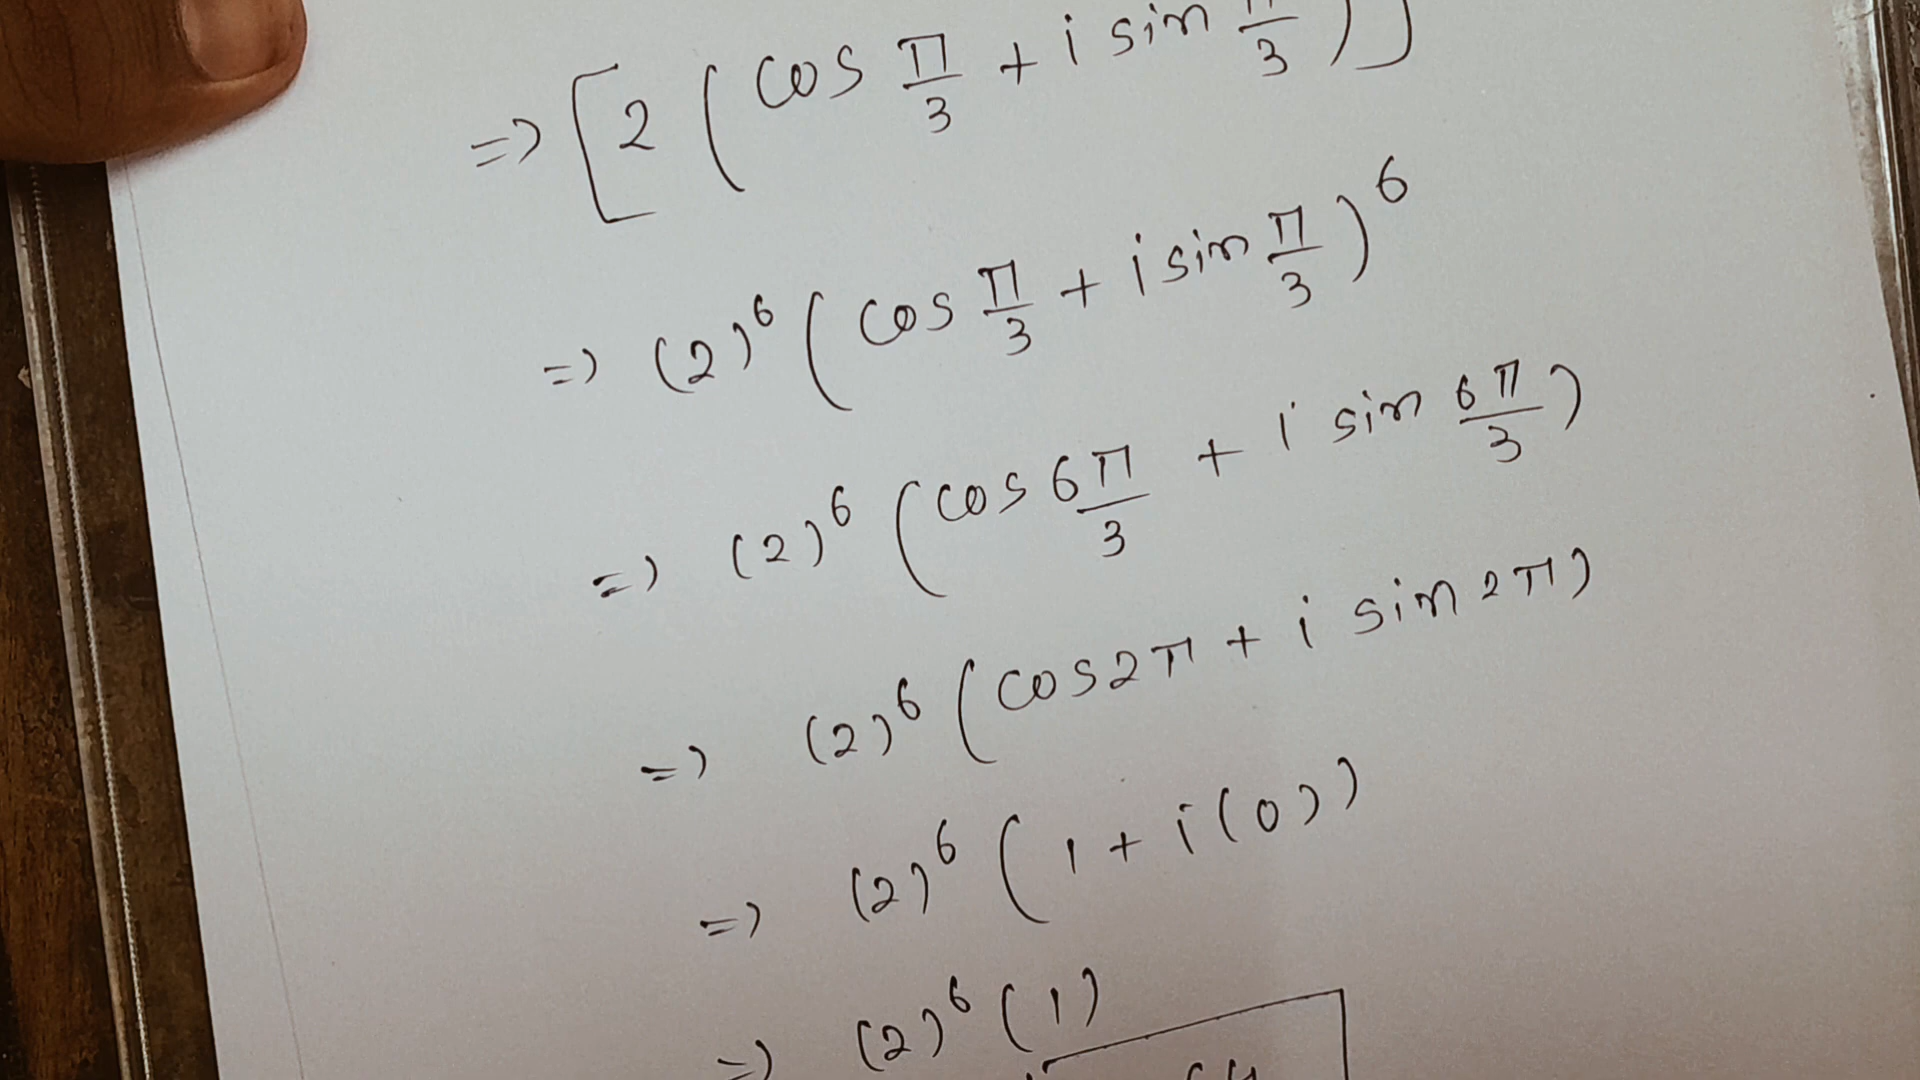 => [2 (cos π/3 + i sin π/3)]
=> (2)^6 (cos π/3 + i sin π/3)^6
=> (2)^6 (cos 6π/3 + i sin 6π/3)
=> (2)^6 (cos 2π + i sin 2π)
=> (2)^6 (1 + i(0))
=> (2)^6 (1)